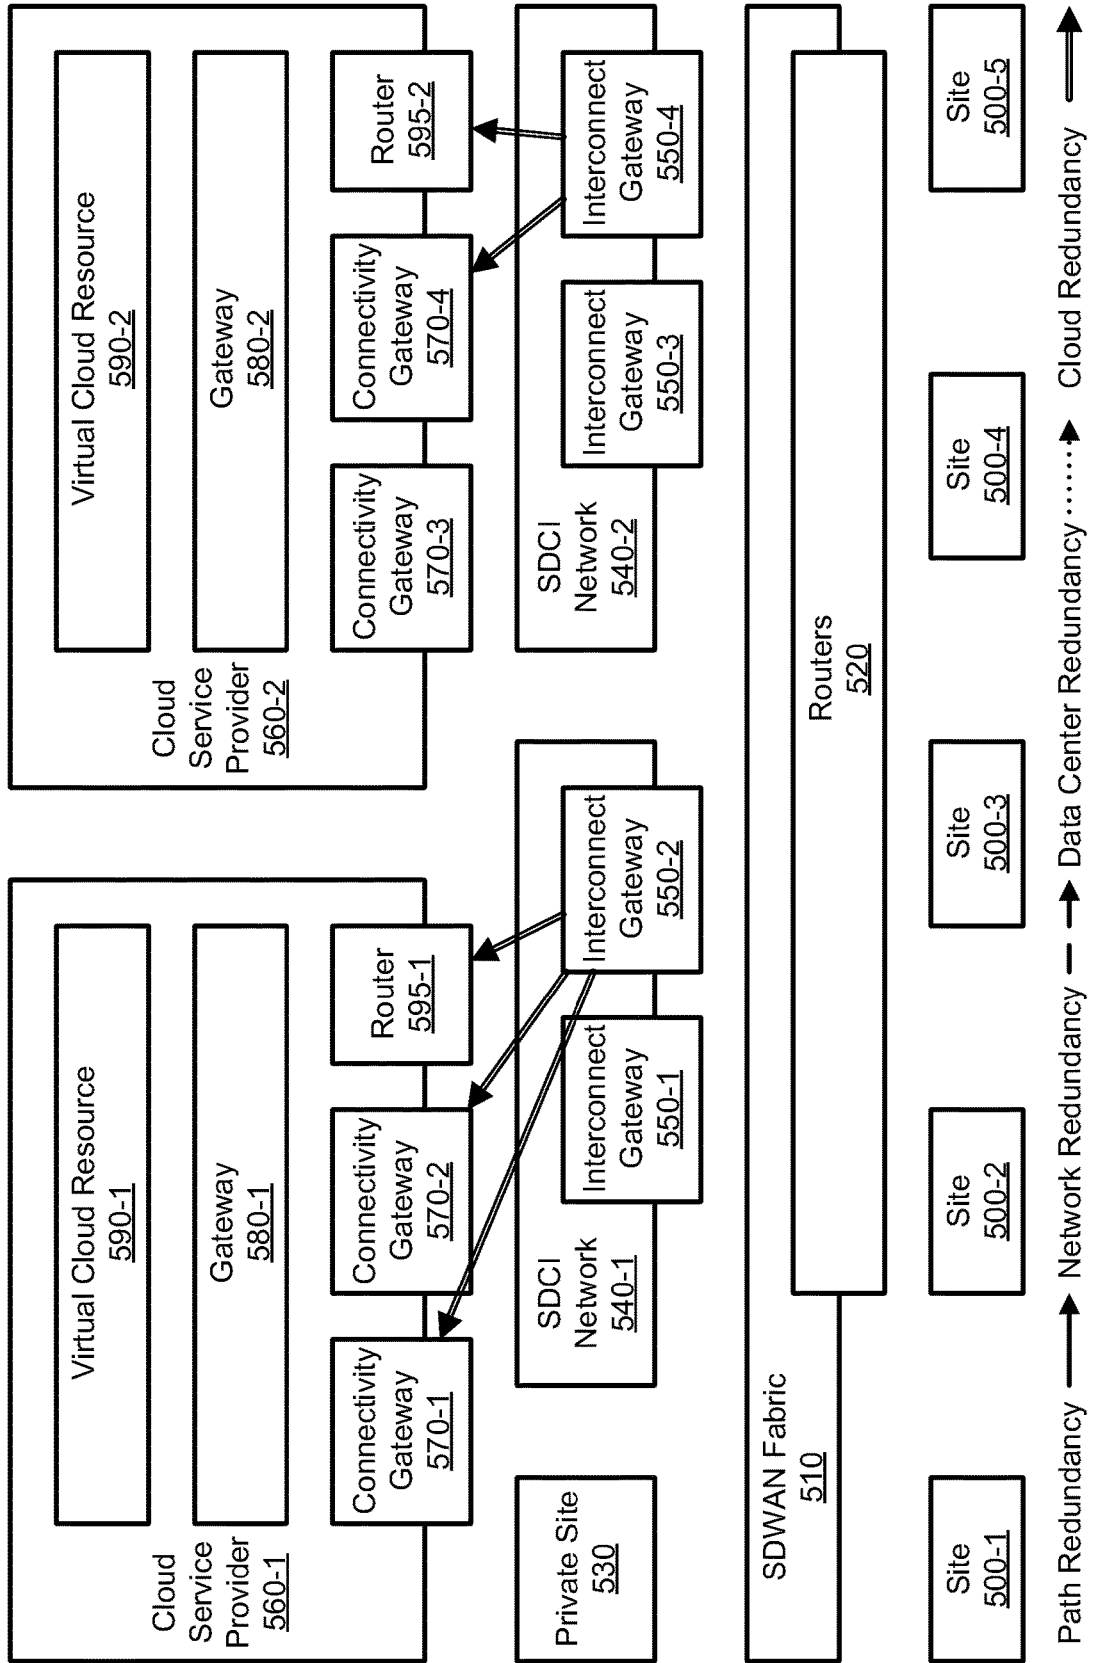 Cloud
Service
Provider
560-1
Virtual Cloud Resource
590-1
Gateway
580-1
Connectivity
Gateway
570-1
Connectivity
Gateway
570-2
Router
595-1
Cloud
Service
Provider
560-2
Virtual Cloud Resource
590-2
Gateway
580-2
Connectivity
Gateway
570-3
Connectivity
Gateway
570-4
Router
595-2
Private Site
530
SDCI
Network
540-1
Interconnect
Gateway
550-1
Interconnect
Gateway
550-2
SDCI
Network
540-2
Interconnect
Gateway
550-3
Interconnect
Gateway
550-4
SDWAN Fabric
510
Routers
520
Site
500-1
Site
500-2
Site
500-3
Site
500-4
Site
500-5
Path Redundancy Network Redundancy Data Center Redundancy Cloud Redundancy